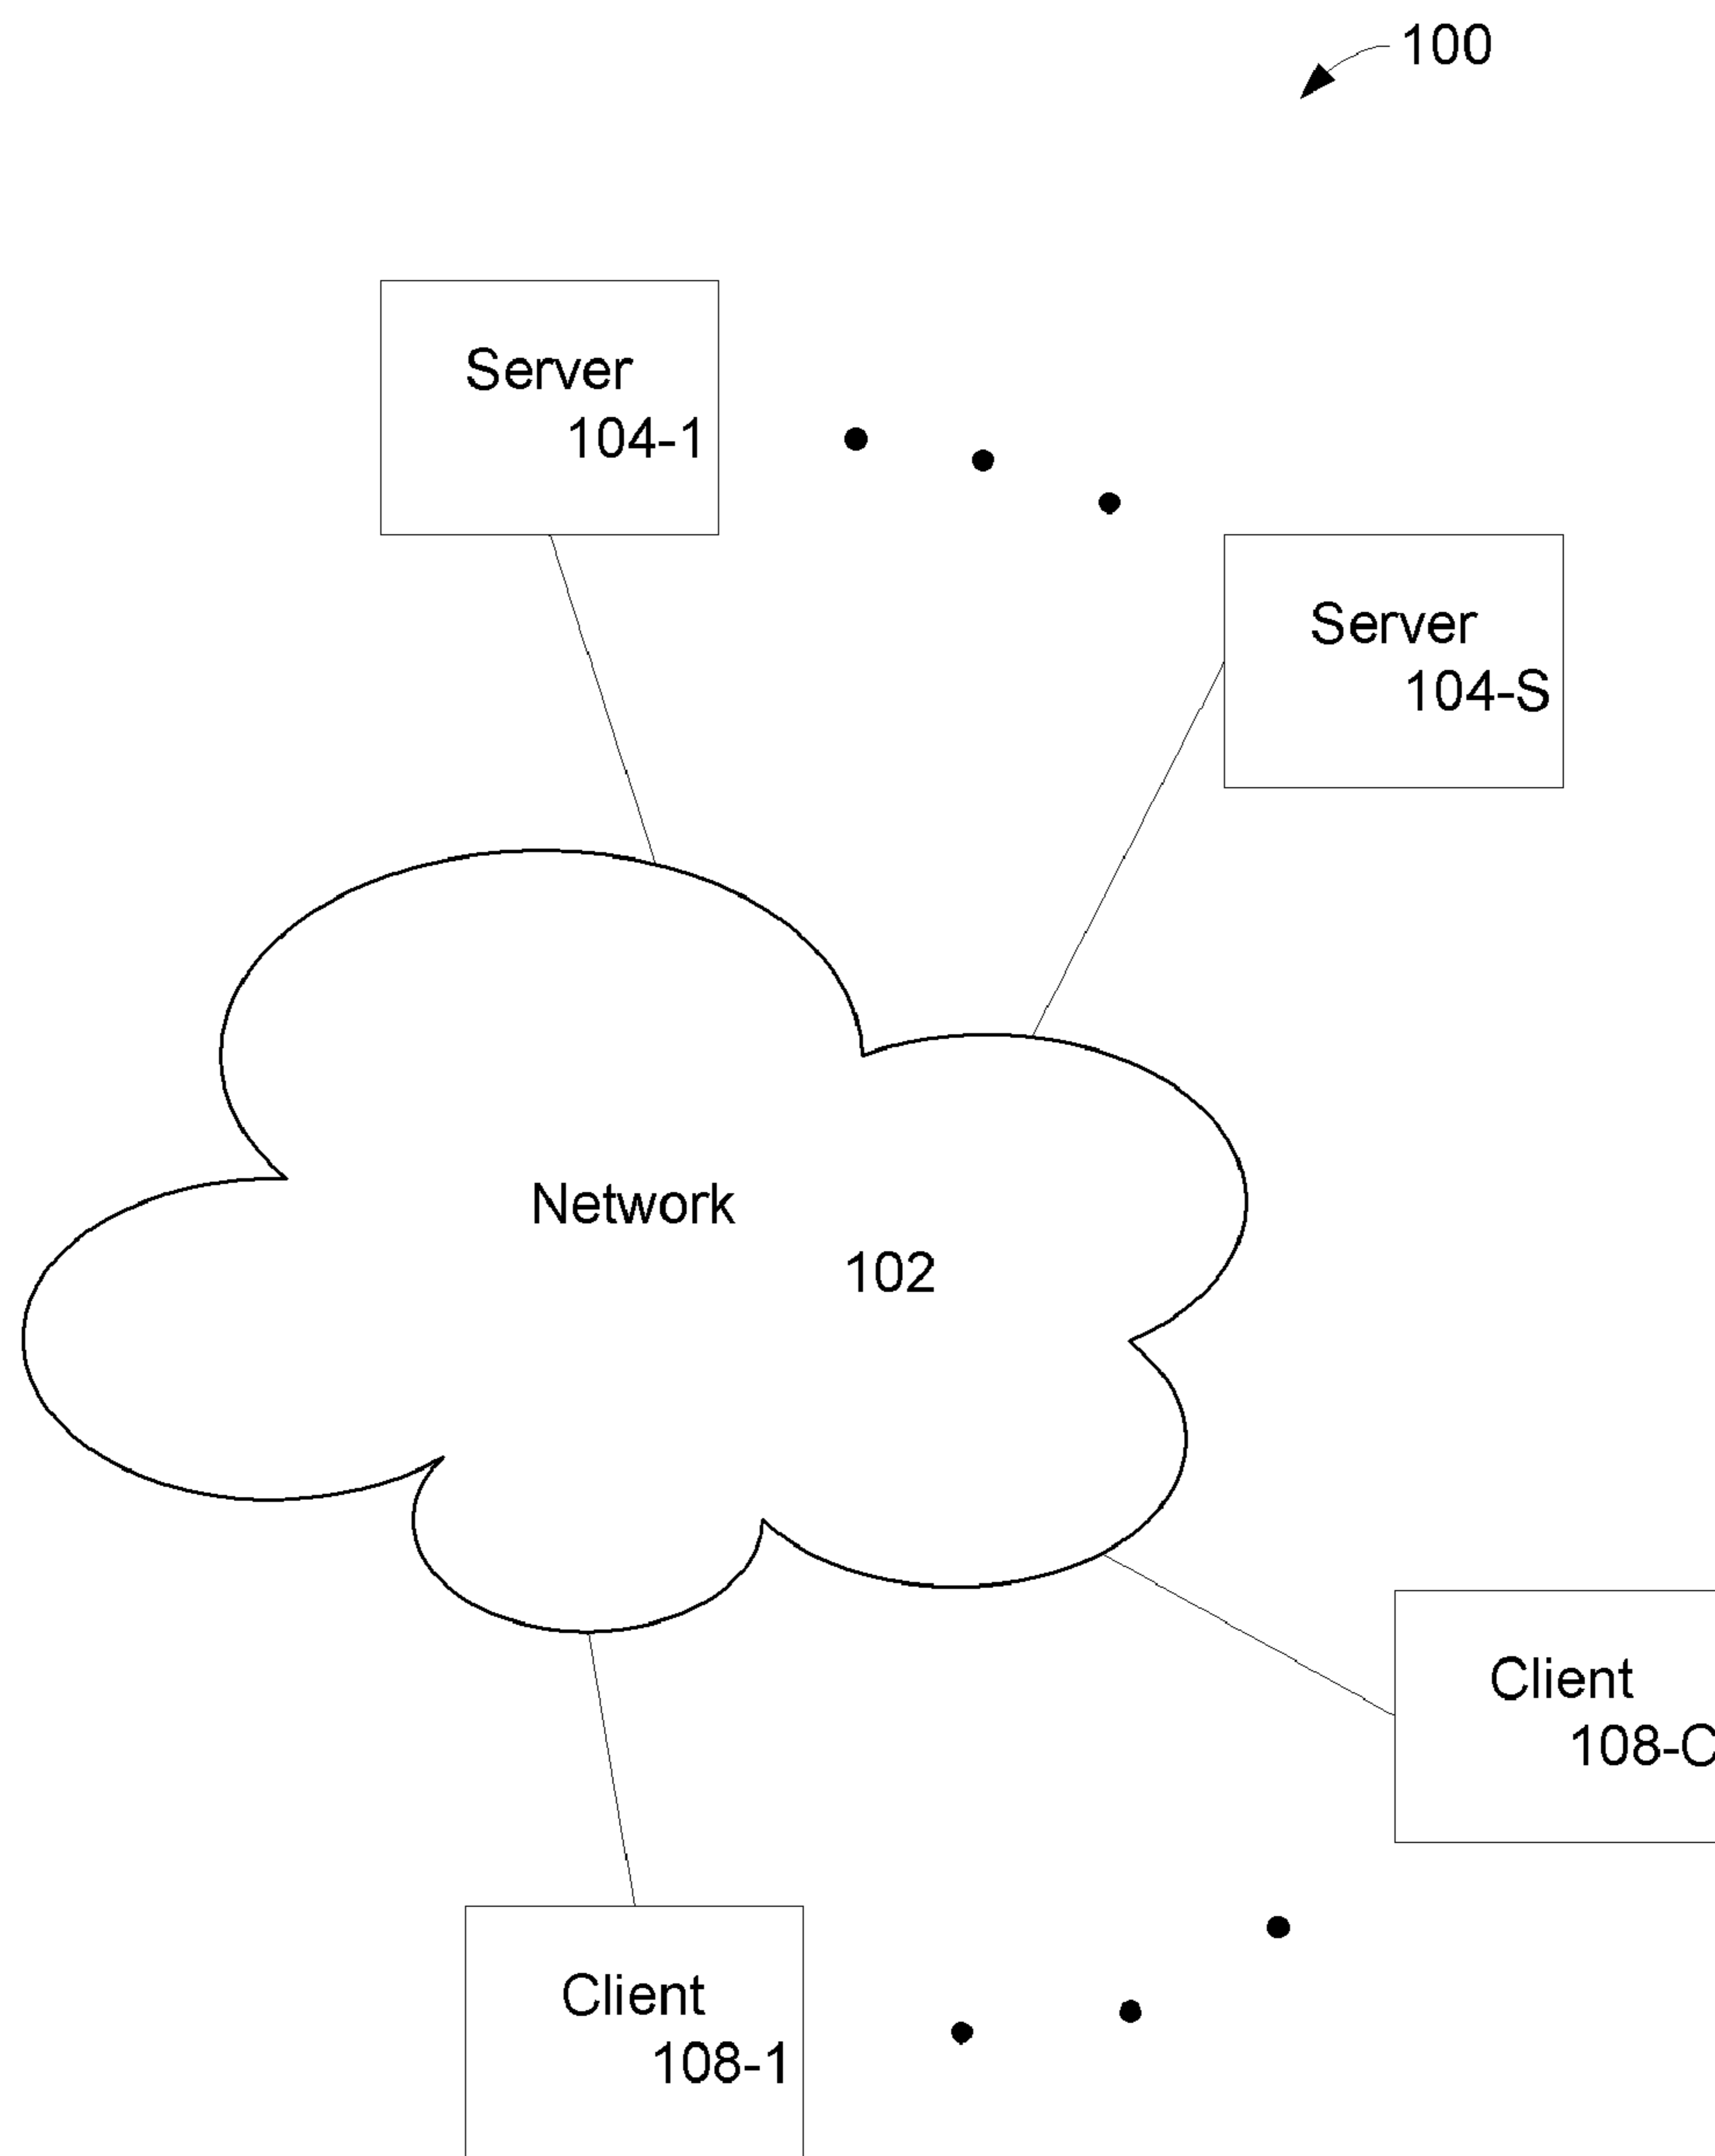 100
Server
104-1
Server
104-S
Network
102
Client
108-C
Client
108-1